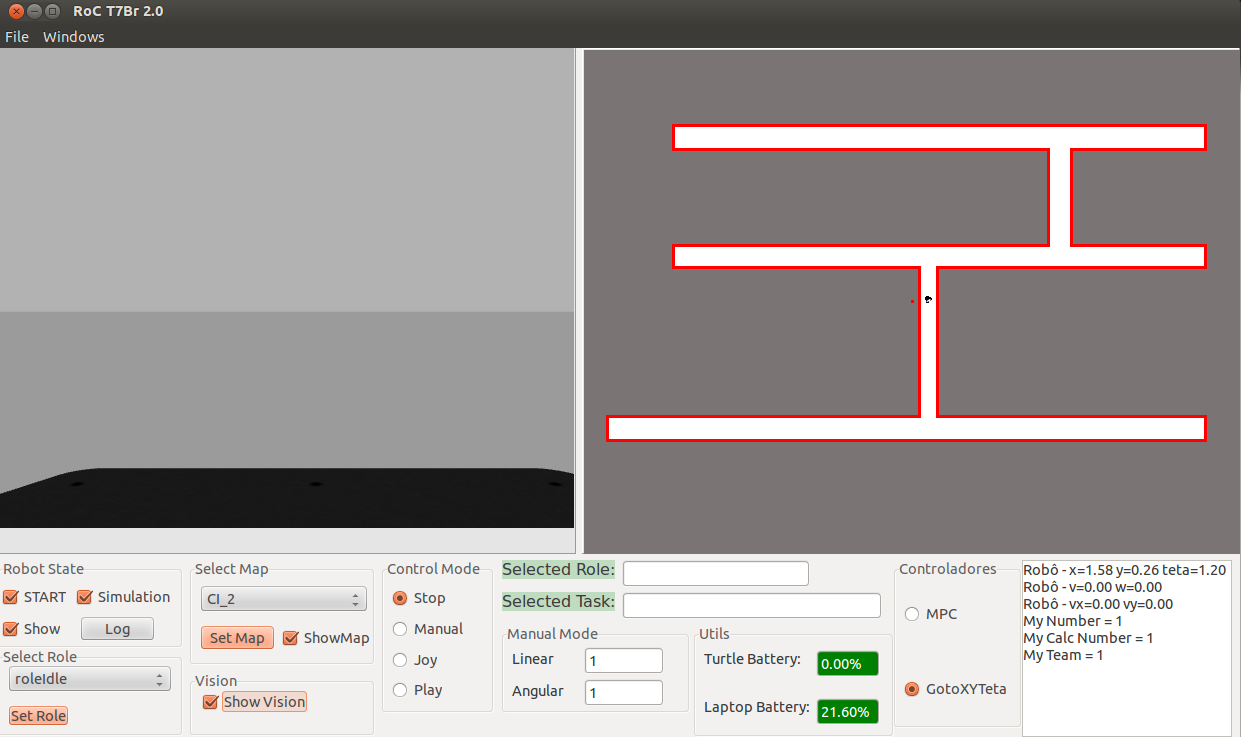 RoC T7Br 2.0
File Windows
Robot State
START Simulation
Show Log
Select Role
roleIdle
Set Role
Select Map
CI_2
Set Map ShowMap
Vision
Show Vision
Control Mode
Stop
Manual
Joy
Play
Selected Role:
Selected Task:
Manual Mode
Linear 1
Angular 1
Utils
Turtle Battery: 0.00%
Laptop Battery: 21.60%
Controladores
MPC
GotoXYTeta
Robô - x=1.58 y=0.26 teta=1.20
Robô - v=0.00 w=0.00
Robô - vx=0.00 vy=0.00
My Number = 1
My Calc Number = 1
My Team = 1